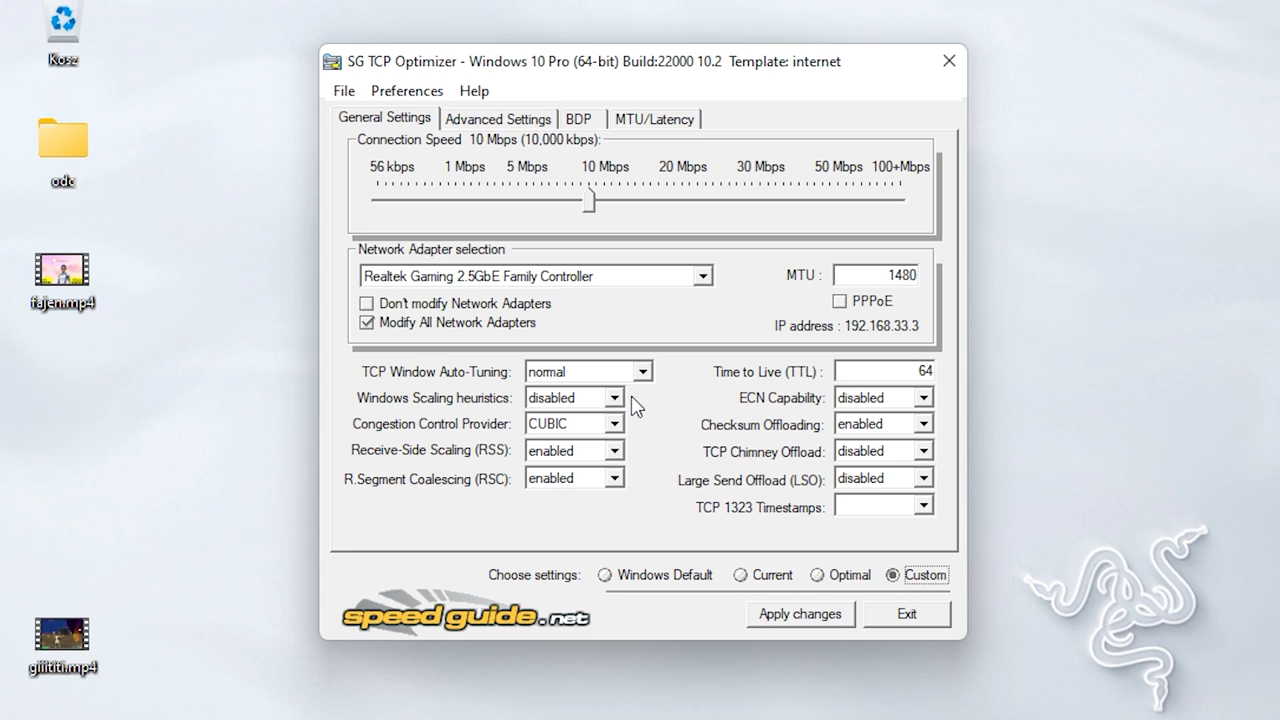 Kosz
odc
fajen.mp4
giiititi.mp4
SG TCP Optimizer - Windows 10 Pro (64-bit) Build:22000 10.2 Template: internet
File Preferences Help
General Settings Advanced Settings BDP MTU/Latency
Connection Speed 10 Mbps (10,000 kbps):
56 kbps 1 Mbps 5 Mbps 10 Mbps 20 Mbps 30 Mbps 50 Mbps 100+Mbps
Network Adapter selection
Realtek Gaming 2.5GbE Family Controller MTU : 1480
Don't modify Network Adapters PPPoE
Modify All Network Adapters IP address : 192.168.33.3
TCP Window Auto-Tuning: normal Time to Live (TTL) : 64
Windows Scaling heuristics: disabled ECN Capability: disabled
Congestion Control Provider: CUBIC Checksum Offloading: enabled
Receive-Side Scaling (RSS): enabled TCP Chimney Offload: disabled
R.Segment Coalescing (RSC): enabled Large Send Offload (LSO): disabled
TCP 1323 Timestamps:
Choose settings: Windows Default Current Optimal Custom
speedguide.net Apply changes Exit